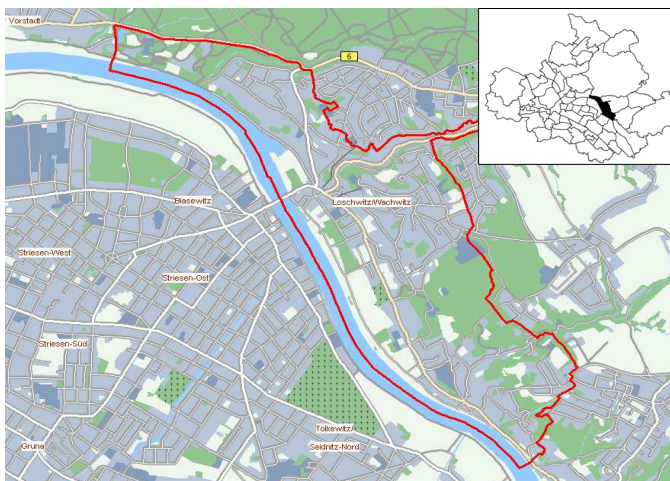 r Vorstadt
6
Blasewitz
Loschwitz/Wachwitz
Striesen-West
Striesen-Ost
Striesen-Süd
Tolkewitz/
Seidnitz-Nord
Gruna